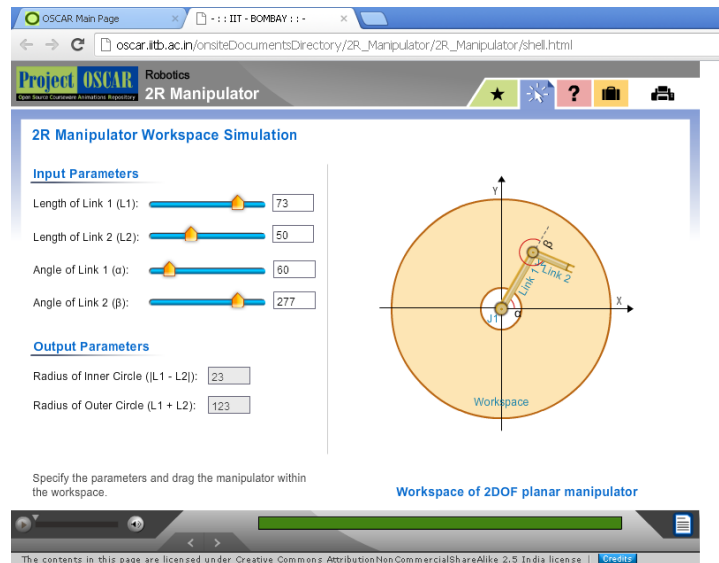 OSCAR Main Page
- : : IIT - BOMBAY : : -
oscar.iitb.ac.in/onsiteDocumentsDirectory/2R_Manipulator/2R_Manipulator/shell.html
Project OSCAR
Open Source Courseware Animations Repository
Robotics
2R Manipulator
2R Manipulator Workspace Simulation
Input Parameters
Length of Link 1 (L1): 73
Length of Link 2 (L2): 50
Angle of Link 1 (α): 60
Angle of Link 2 (β): 277
Output Parameters
Radius of Inner Circle (|L1 - L2|): 23
Radius of Outer Circle (L1 + L2): 123
Specify the parameters and drag the manipulator within
the workspace.
Y
β
Link 2
Link 1
X
α
J1
Workspace
Workspace of 2DOF planar manipulator
The contents in this page are licensed under Creative Commons AttributionNonCommercialShareAlike 2.5 India license | Credits